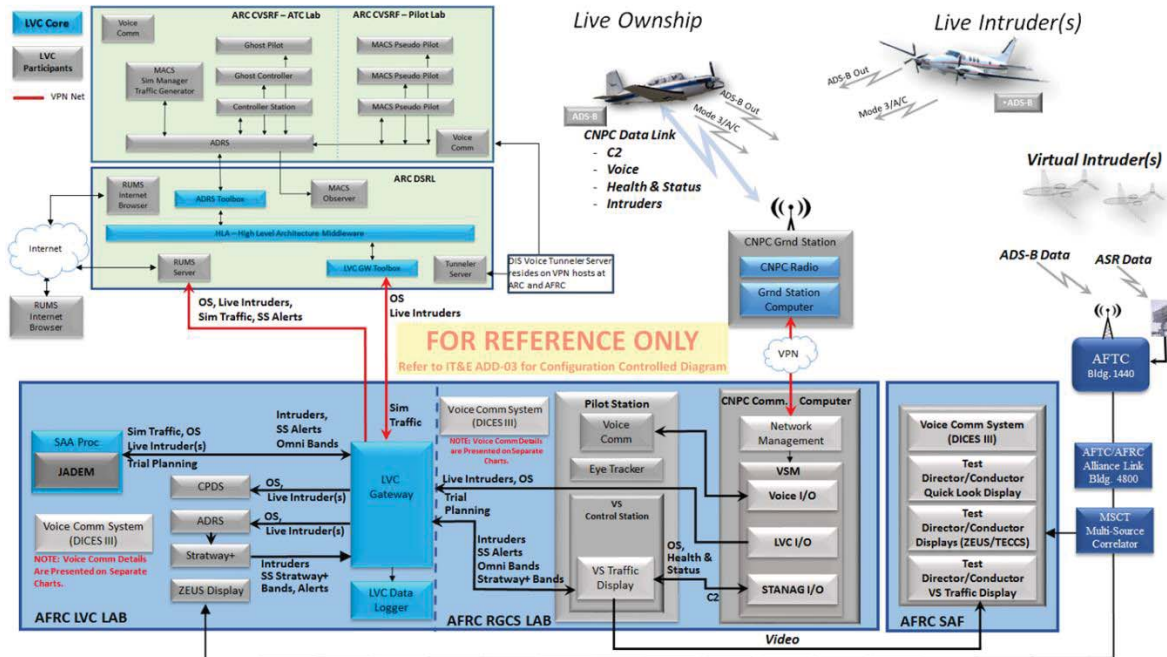 LVC Core
LVC
Participants
VPN Net
ARC CVSRF – ATC Lab
ARC CVSRF – Pilot Lab
Voice
Comm
Ghost Pilot
MACS Pseudo Pilot
MACS
Sim Manager
Traffic Generator
Ghost Controller
MACS Pseudo Pilot
Controller Station
MACS Pseudo Pilot
ADRS
Voice
Comm
ARC DSRL
RUMS
Internet
Browser
ADRS Toolbox
MACS
Observer
HLA – High Level Architecture Middleware
Internet
RUMS
Server
LVC GW Toolbox
Tunneler
Server
DIS Voice Tunneler Server
resides on VPN hosts at
ARC and AFRC
RUMS
Internet
Browser
OS, Live Intruders,
Sim Traffic, SS Alerts
OS
Live Intruders
Live Ownship
Live Intruder(s)
ADS-B
ADS-B Out
Mode 3/A/C
ADS-B Out
Mode 3/A/C
+ADS-B
CNPC Data Link
- C2
- Voice
- Health & Status
- Intruders
Virtual Intruder(s)
CNPC Grnd Station
CNPC Radio
Grnd Station
Computer
ADS-B Data
ASR Data
FOR REFERENCE ONLY
Refer to IT&E ADD-03 for Configuration Controlled Diagram
VPN
AFTC
Bldg. 1440
AFTC/AFRC
Alliance Link
Bldg. 4800
MSCT
Multi-Source
Correlator
SAA Proc
JADEM
Sim Traffic, OS
Live Intruder(s)
Trial Planning
Intruders,
SS Alerts
Omni Bands
Sim
Traffic
LVC
Gateway
CPDS
OS,
Live Intruder(s)
ADRS
OS,
Live Intruder(s)
Stratway+
Intruders
SS Stratway+
Bands, Alerts
Voice Comm System
(DICES III)
NOTE: Voice Comm Details
Are Presented on Separate
Charts.
ZEUS Display
LVC Data
Logger
AFRC LVC LAB
Voice Comm System
(DICES III)
NOTE: Voice Comm Details
are Presented on Separate
Charts.
Live Intruders, OS
Trial
Planning
Intruders
SS Alerts
Omni Bands
Stratway+ Bands
AFRC RGCS LAB
Pilot Station
Voice
Comm
Eye Tracker
VS
Control Station
VS Traffic
Display
OS,
Health &
Status
C2
CNPC Comm. Computer
Network
Management
VSM
Voice I/O
LVC I/O
STANAG I/O
Video
Voice Comm System
(DICES III)
Test
Director/Conduct
Quick Look Display
Test
Director/Conductor
Displays (ZEUS/TECCS)
Test
Director/Conductor
VS Traffic Display
AFRC SAF